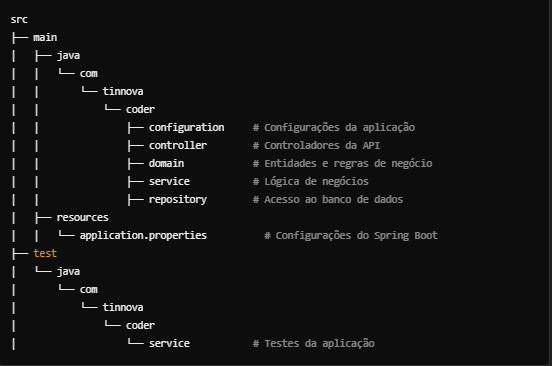 src
├── main
│   ├── java
│   │   └── com
│   │       └── tinnova
│   │           └── coder
│   │               ├── configuration     # Configurações da aplicação
│   │               ├── controller        # Controladores da API
│   │               ├── domain            # Entidades e regras de negócio
│   │               ├── service           # Lógica de negócios
│   │               ├── repository        # Acesso ao banco de dados
│   ├── resources
│   │   └── application.properties          # Configurações do Spring Boot
├── test
│   └── java
│       └── com
│           └── tinnova
│               └── coder
│                   └── service           # Testes da aplicação